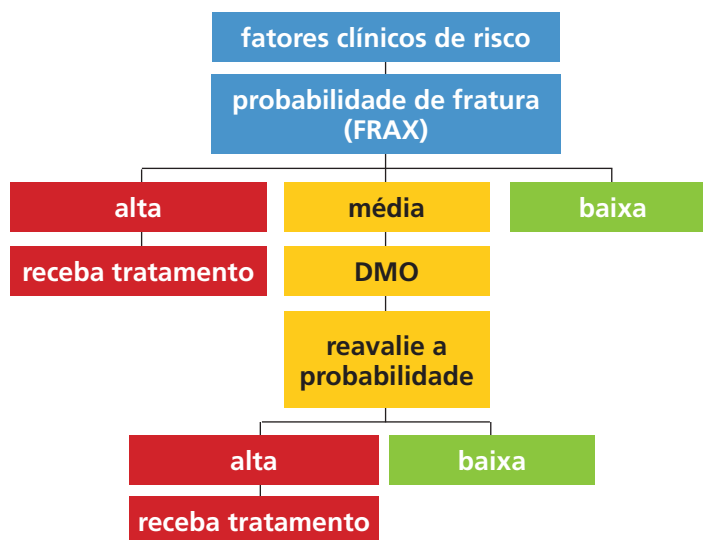 fatores clínicos de risco
probabilidade de fratura
(FRAX)
alta
média
baixa
receba tratamento
DMO
reavalie a
probabilidade
alta
baixa
receba tratamento